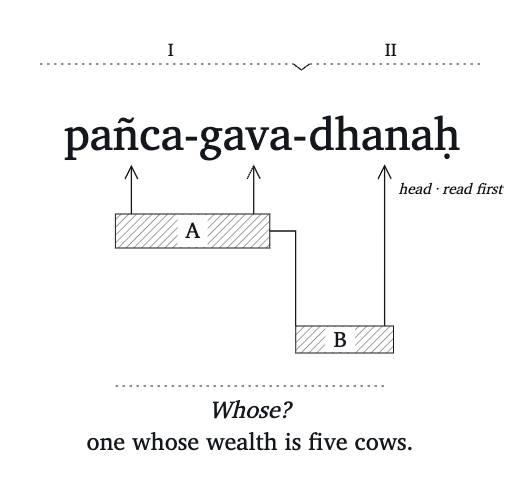 I II
pañca-gava-dhanaḥ
head · read first
A
B
Whose?
one whose wealth is five cows.